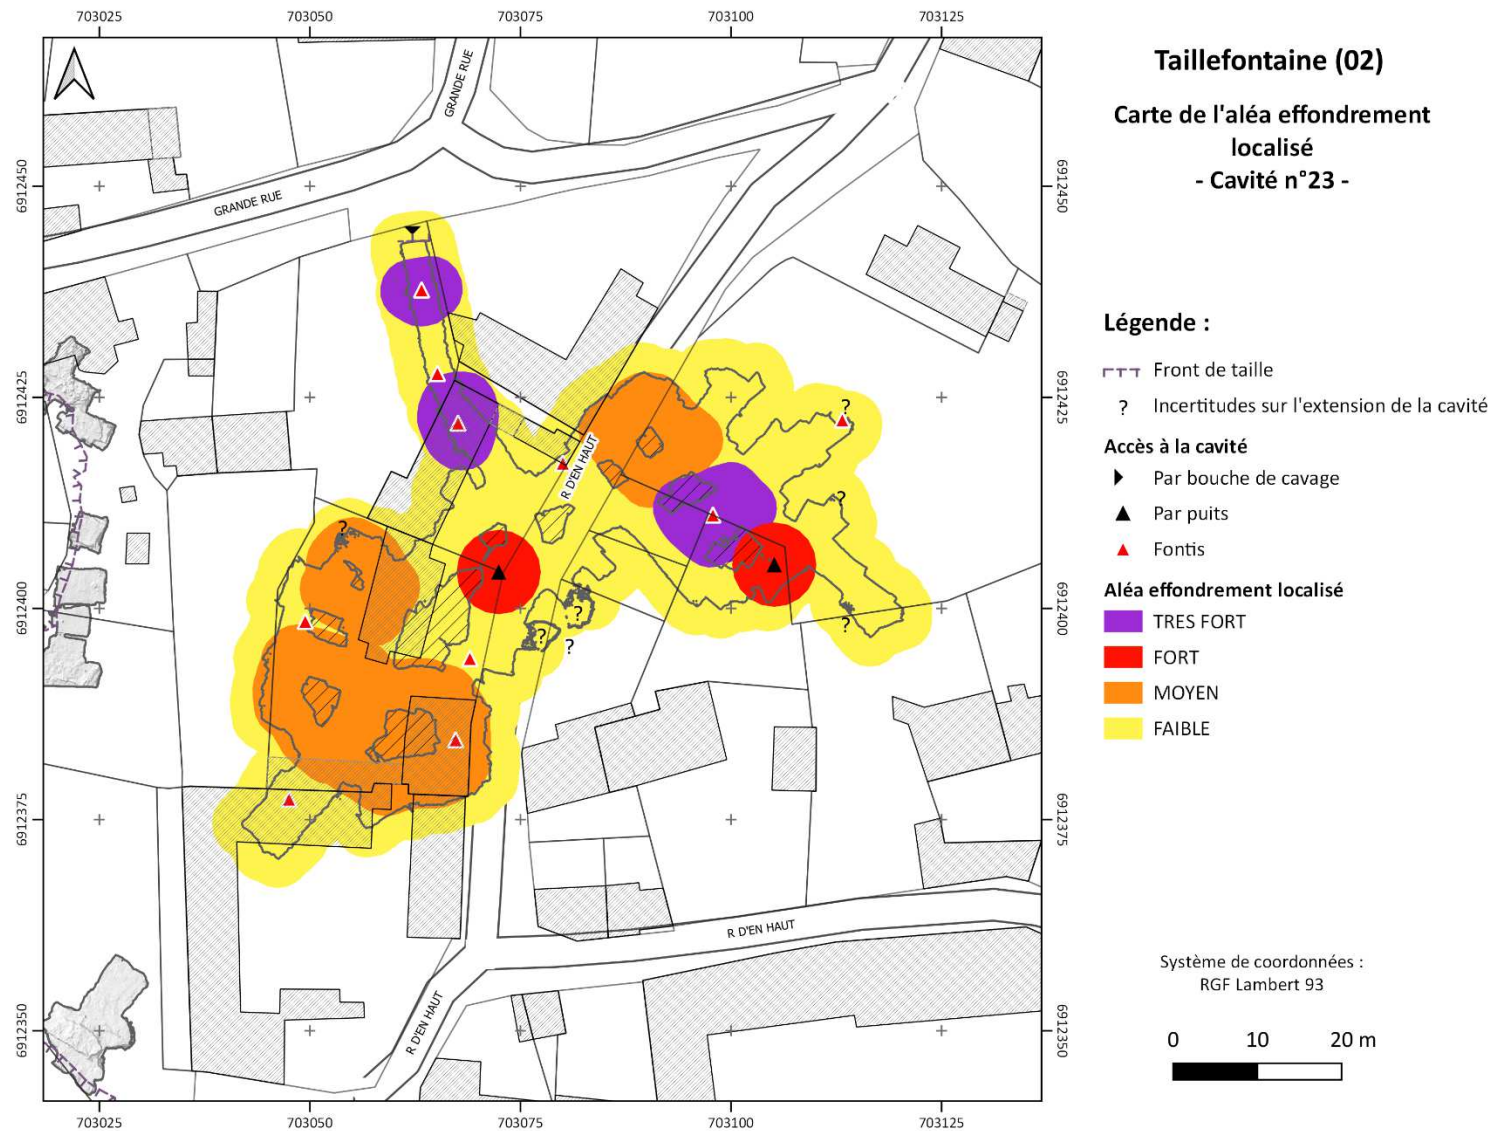 703025 703050 703075 703100 703125
Taillefontaine (02)
Carte de l'aléa effondrement
localisé
- Cavité n°23 -
6912450
6912425
6912400
6912375
6912350
GRANDE RUE
GRANDE RUE
R D'EN HAUT
R D'EN HAUT
R D'EN HAUT
?
?
?
?
?
?
?
6912450
6912425
6912400
6912375
6912350
Légende :
Front de taille
? Incertitudes sur l'extension de la cavité
Accès à la cavité
Par bouche de cavage
Par puits
Fontis
Aléa effondrement localisé
TRES FORT
FORT
MOYEN
FAIBLE
Système de coordonnées :
RGF Lambert 93
0 10 20 m
703025 703050 703075 703100 703125